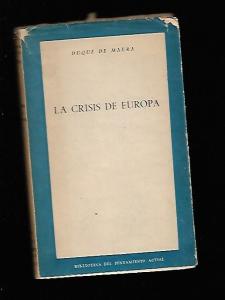 DUQUE DE MAURA
LA CRISIS DE EUROPA
BIBLIOTECA DEL PENSAMIENTO ACTUAL